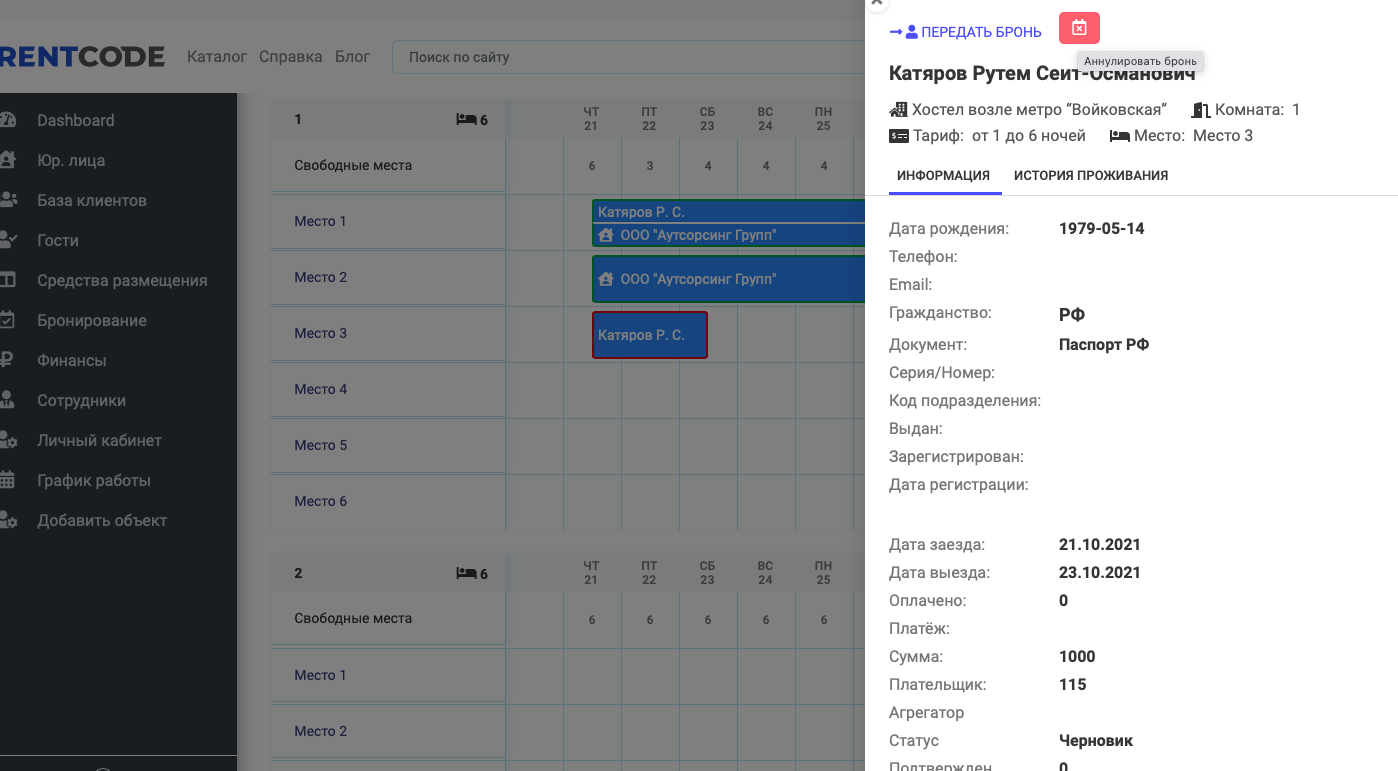 RENTCODE
Каталог Справка Блог
Поиск по сайту
Dashboard
Юр. лица
База клиентов
Гости
Средства размещения
Бронирование
Финансы
Сотрудники
Личный кабинет
График работы
Добавить объект
1 6 ЧТ ПТ СБ ВС ПН
21 22 23 24 25
Свободные места 6 3 4 4 4
Место 1 Катяров Р. С.
ООО "Аутсорсинг Групп"
Место 2 ООО "Аутсорсинг Групп"
Место 3 Катяров Р. С.
Место 4
Место 5
Место 6
2 6 ЧТ ПТ СБ ВС ПН
21 22 23 24 25
Свободные места 6 6 6 6 6
Место 1
Место 2
ПЕРЕДАТЬ БРОНЬ
Аннулировать бронь
Катяров Рутем Сеит-Османович
Хостел возле метро “Войковская” Комната: 1
Тариф: от 1 до 6 ночей Место: Место 3
ИНФОРМАЦИЯ ИСТОРИЯ ПРОЖИВАНИЯ
Дата рождения: 1979-05-14
Телефон:
Email:
Гражданство: РФ
Документ: Паспорт РФ
Серия/Номер:
Код подразделения:
Выдан:
Зарегистрирован:
Дата регистрации:
Дата заезда: 21.10.2021
Дата выезда: 23.10.2021
Оплачено: 0
Платёж:
Сумма: 1000
Плательщик: 115
Агрегатор
Статус Черновик
Подтвержден 0